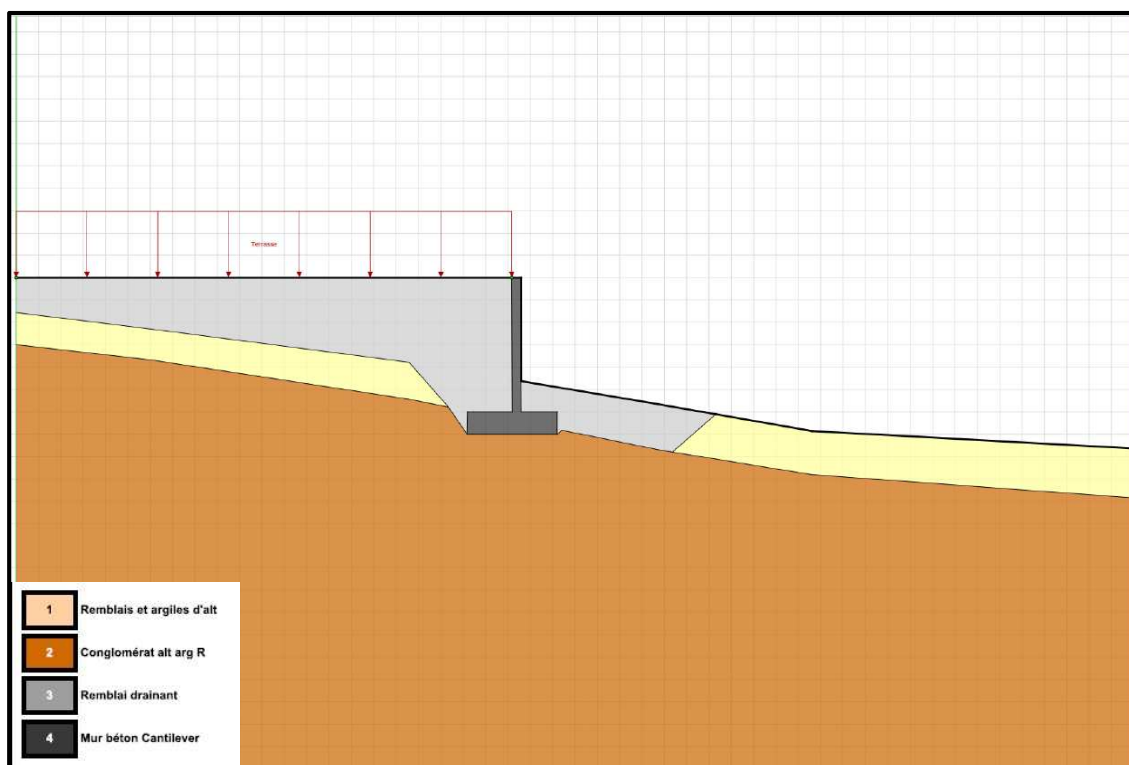 Terrasse
1 Remblais et argiles d'alt
2 Conglomérat alt arg R
3 Remblai drainant
4 Mur béton Cantilever